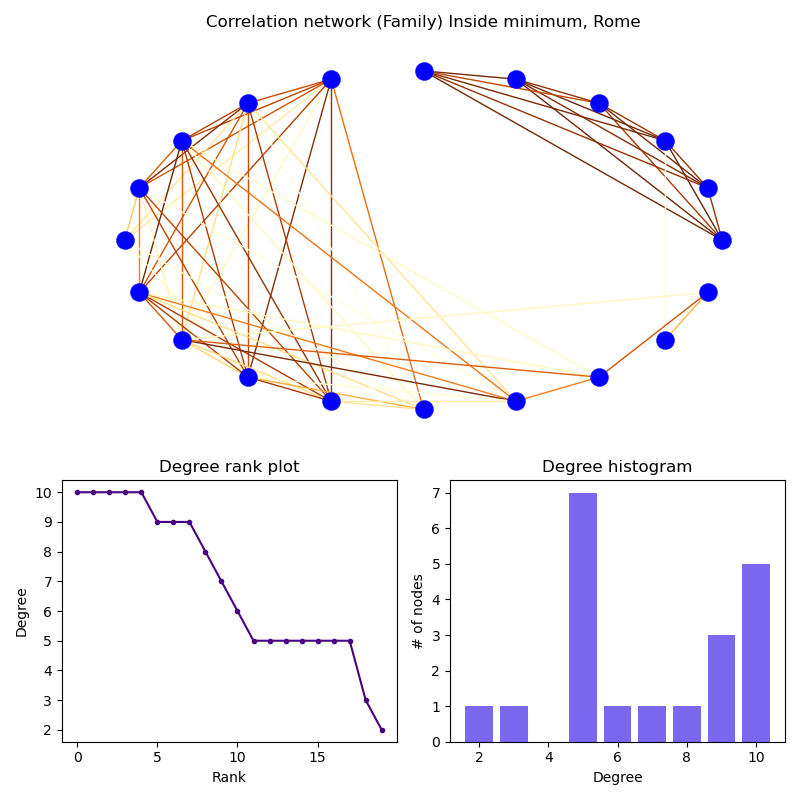 Correlation network (Family) Inside minimum, Rome
Degree rank plot
Degree
10
9
8
7
6
5
4
3
2
0 5 10 15
Rank
Degree histogram
# of nodes
7
6
5
4
3
2
1
0
2 4 6 8 10
Degree